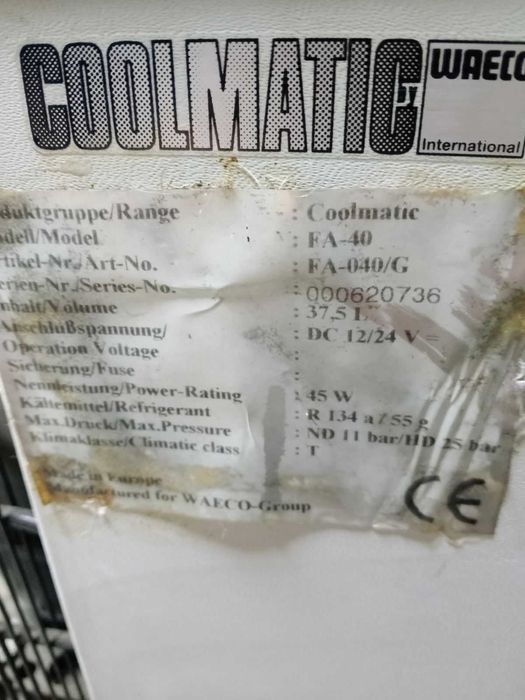 COOLMATIC
BY
WAECO
International
duktgruppe/Range : Coolmatic
dell/Model : FA-40
rtikel-Nr./Art-No. : FA-040/G
erien-Nr./Series-No. : 000620736
nhalt/Volume : 37,5 L
Anschlußspannung/ : DC 12/24 V =
Operation Voltage :
Sicherung/Fuse :
Nennleistung/Power-Rating : 45 W
Kältemittel/Refrigerant : R 134 a / 55 g
Max.Druck/Max.Pressure : ND 11 bar/HD 25 bar
Klimaklasse/Climatic class : T
Made in Europe
Manufactured for WAECO-Group
CE